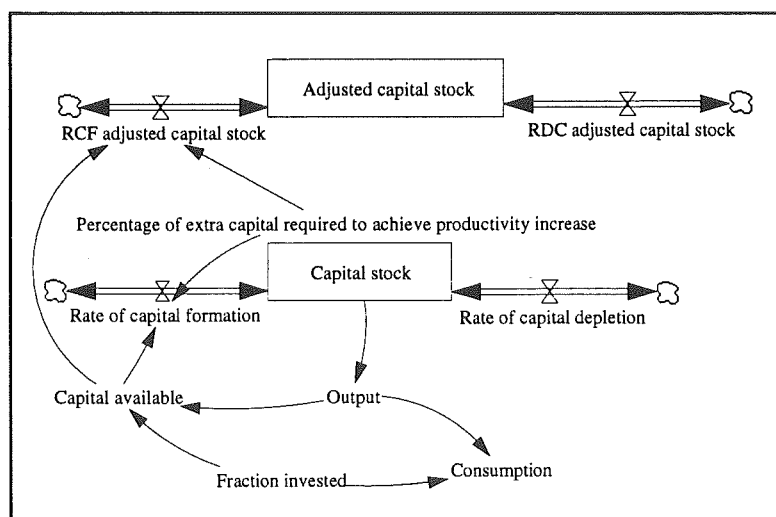 Adjusted capital stock
RCF adjusted capital stock
RDC adjusted capital stock
Percentage of extra capital required to achieve productivity increase
Capital stock
Rate of capital formation
Rate of capital depletion
Capital available
Output
Fraction invested
Consumption